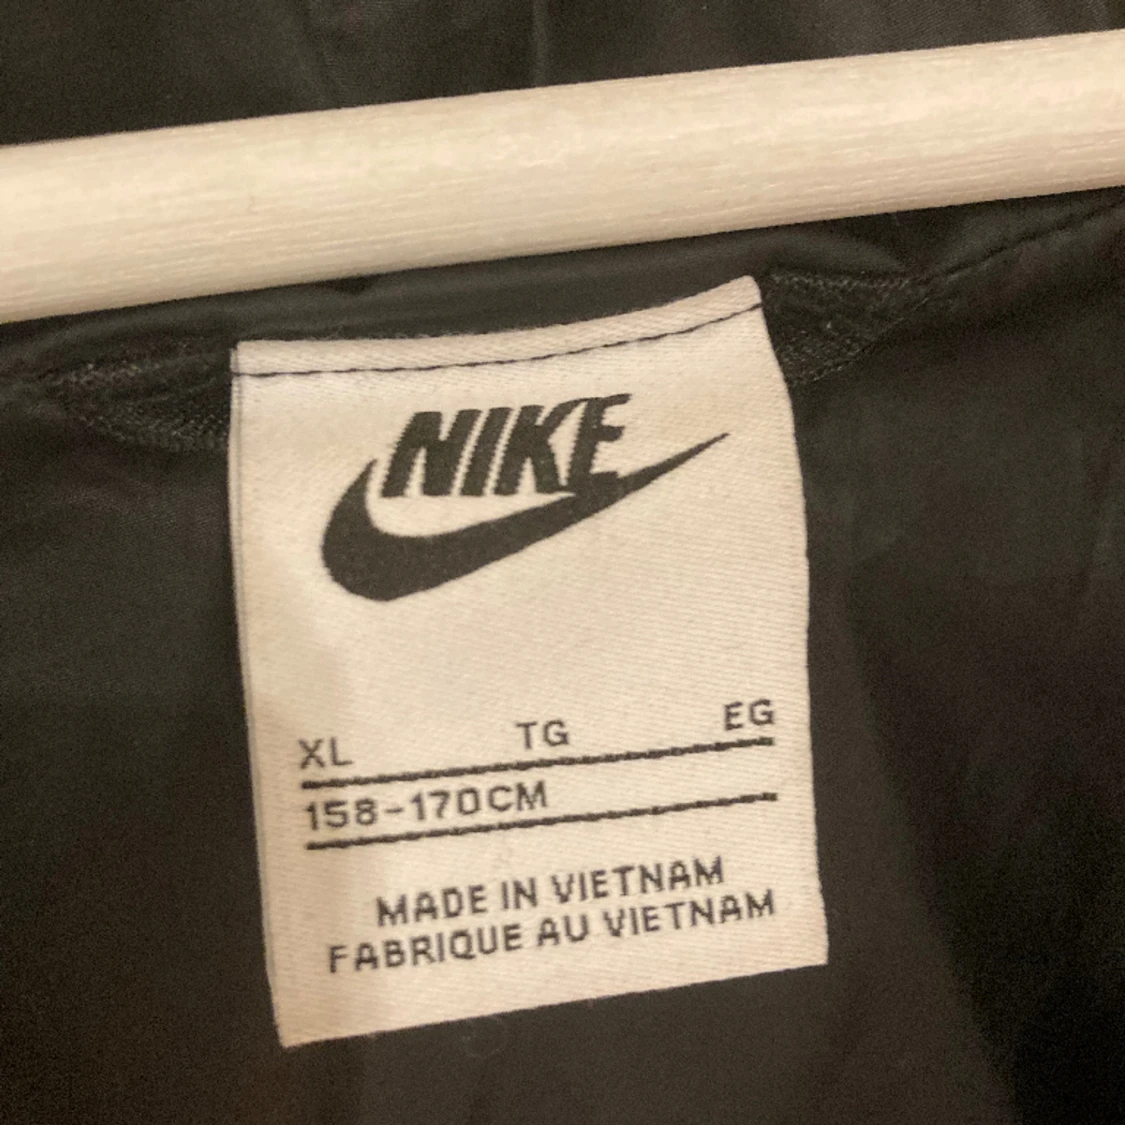 NIKE
XL TG EG
158-170CM
MADE IN VIETNAM
FABRIQUE AU VIETNAM